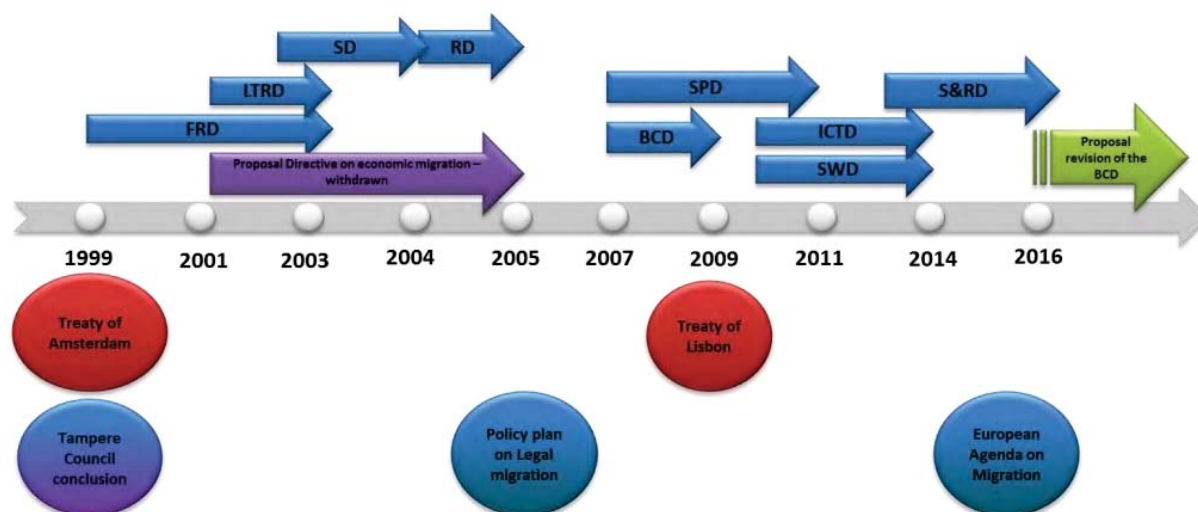 SD
RD
LTRD
SPD
S&RD
FRD
BCD
ICTD
Proposal Directive on economic migration –
withdrawn
SWD
Proposal
revision of the
BCD
1999
2001
2003
2004
2005
2007
2009
2011
2014
2016
Treaty of
Amsterdam
Treaty of
Lisbon
Tampere
Council
conclusion
Policy plan
on Legal
migration
European
Agenda on
Migration